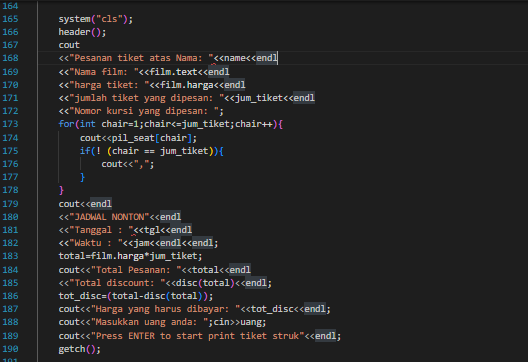 164
165 system("cls");
166 header();
167 cout
168 <<"Pesanan tiket atas Nama: "<<name<<endl
169 <<"Nama film: "<<film.text<<endl
170 <<"harga tiket: "<<film.harga<<endl
171 <<"jumlah tiket yang dipesan: "<<jum_tiket<<endl
172 <<"Nomor kursi yang dipesan: ";
173 for(int chair=1;chair<=jum_tiket;chair++){
174 cout<<pil_seat[chair];
175 if(! (chair == jum_tiket)){
176 cout<<",";
177 }
178 }
179 cout<<endl
180 <<"JADWAL NONTON"<<endl
181 <<"Tanggal : "<<tgl<<endl
182 <<"Waktu : "<<jam<<endl<<endl;
183 total=film.harga*jum_tiket;
184 cout<<"Total Pesanan: "<<total<<endl
185 <<"Total discount: "<<disc(total)<<endl;
186 tot_disc=(total-disc(total));
187 cout<<"Harga yang harus dibayar: "<<tot_disc<<endl;
188 cout<<"Masukkan uang anda: ";cin>>uang;
189 cout<<"Press ENTER to start print tiket struk"<<endl;
190 getch();
191